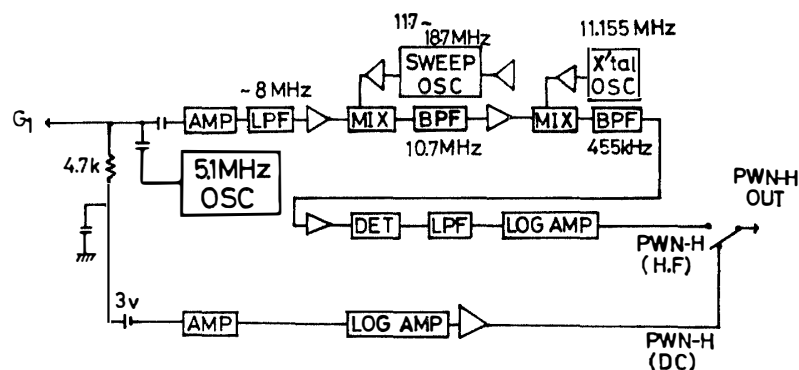 11.7~
18.7MHz
11.155 MHz
SWEEP
OSC
X'tal
OSC
~8 MHz
G1
AMP
LPF
MIX
BPF
MIX
BPF
10.7MHz
455kHz
4.7k
5.1MHz
OSC
PWN-H
OUT
DET
LPF
LOG AMP
PWN-H
(H.F)
3v
AMP
LOG AMP
PWN-H
(DC)